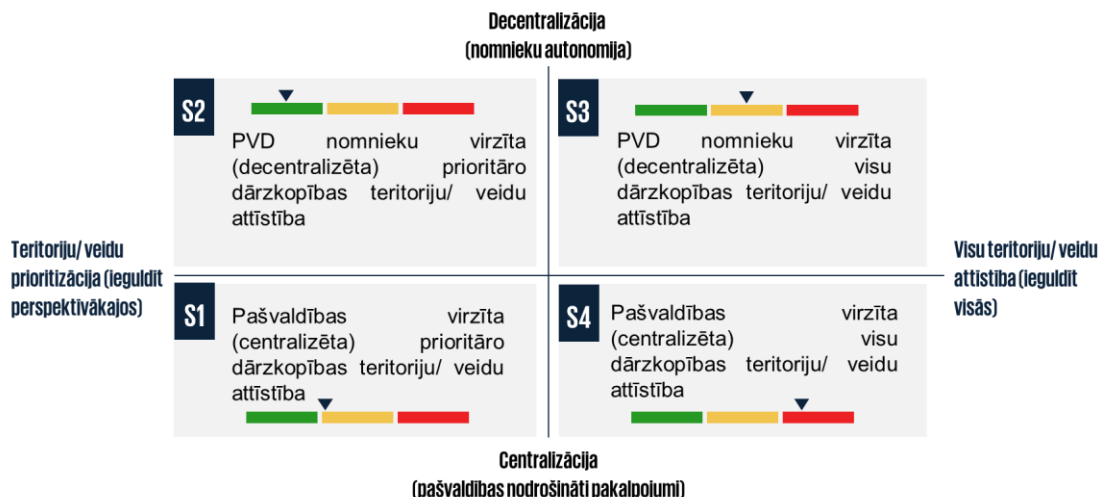 Decentralizācija
(nomnieku autonomija)
S2
PVD nomnieku virzīta
(decentralizēta) prioritāro
dārzkopības teritoriju/ veidu
attīstība
S3
PVD nomnieku virzīta
(decentralizēta) visu
dārzkopības teritoriju/ veidu
attīstība
Teritoriju/ veidu
prioritizācija (ieguldīt
perspektīvākajos)
Visu teritoriju/ veidu
attīstība (ieguldīt
visās)
S1
Pašvaldības virzīta
(centralizēta) prioritāro
dārzkopības teritoriju/ veidu
attīstība
S4
Pašvaldības virzīta
(centralizēta) visu
dārzkopības teritoriju/ veidu
attīstība
Centralizācija
(pašvaldības nodrošināti pakalpojumi)